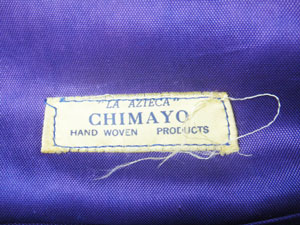 "LA AZTECA"
CHIMAYO
HAND WOVEN PRODUCTS